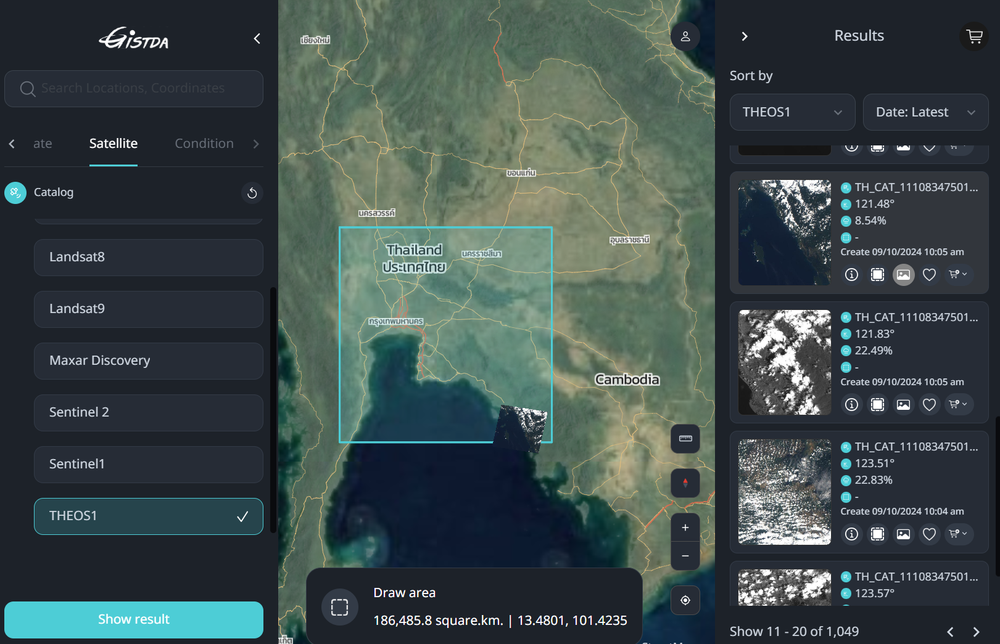 GISTDA
Search Locations, Coordinates
ate
Satellite
Condition
Catalog
Landsat8
Landsat9
Maxar Discovery
Sentinel 2
Sentinel1
THEOS1
Show result
เชียงใหม่
ขอนแก่น
นครสวรรค์
อุบลราชธานี
Thailand
ประเทศไทย
นครราชสีมา
กรุงเทพมหานคร
Cambodia
Draw area
186,485.8 square.km. | 13.4801, 101.4235
Results
Sort by
THEOS1
Date: Latest
TH_CAT_11108347501...
121.48°
8.54%
-
Create 09/10/2024 10:05 am
TH_CAT_11108347501...
121.83°
22.49%
-
Create 09/10/2024 10:05 am
TH_CAT_11108347501...
123.51°
22.83%
-
Create 09/10/2024 10:04 am
TH_CAT_11108347501...
123.57°
Show 11 - 20 of 1,049